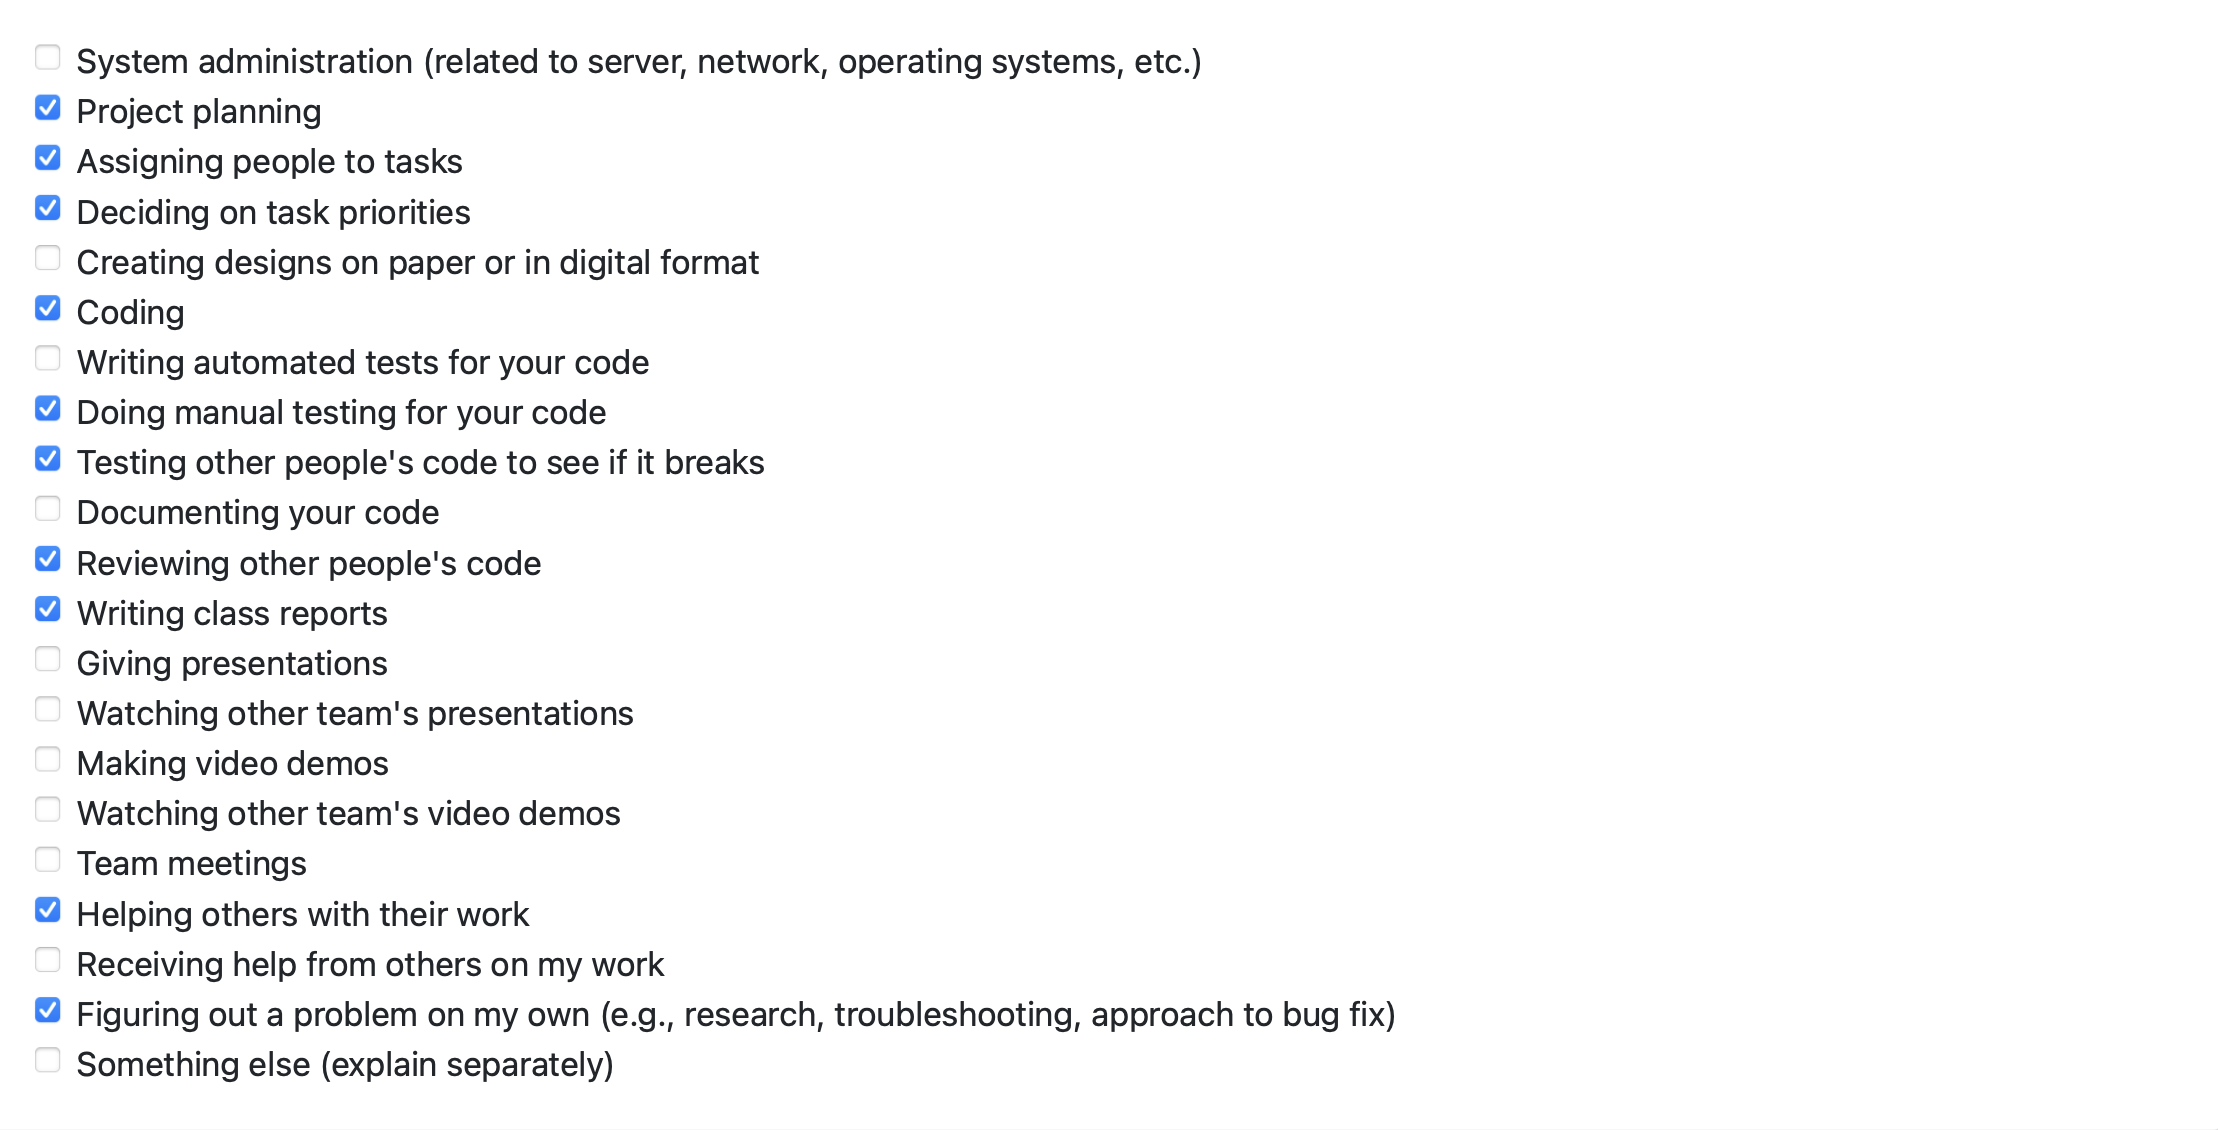 System administration (related to server, network, operating systems, etc.)
Project planning
Assigning people to tasks
Deciding on task priorities
Creating designs on paper or in digital format
Coding
Writing automated tests for your code
Doing manual testing for your code
Testing other people's code to see if it breaks
Documenting your code
Reviewing other people's code
Writing class reports
Giving presentations
Watching other team's presentations
Making video demos
Watching other team's video demos
Team meetings
Helping others with their work
Receiving help from others on my work
Figuring out a problem on my own (e.g., research, troubleshooting, approach to bug fix)
Something else (explain separately)